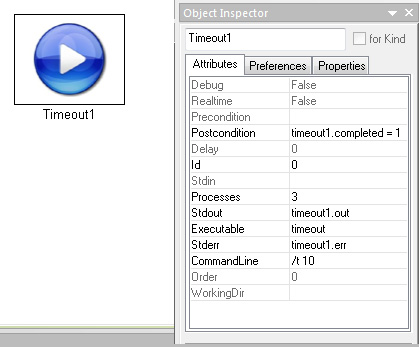 Object Inspector
Timeout1
for Kind
Attributes Preferences Properties
Debug False
Realtime False
Precondition
Postcondition timeout1.completed = 1
Delay 0
Id 0
Stdin
Processes 3
Stdout timeout1.out
Executable timeout
Stderr timeout1.err
CommandLine /t 10
Order 0
WorkingDir
Timeout1